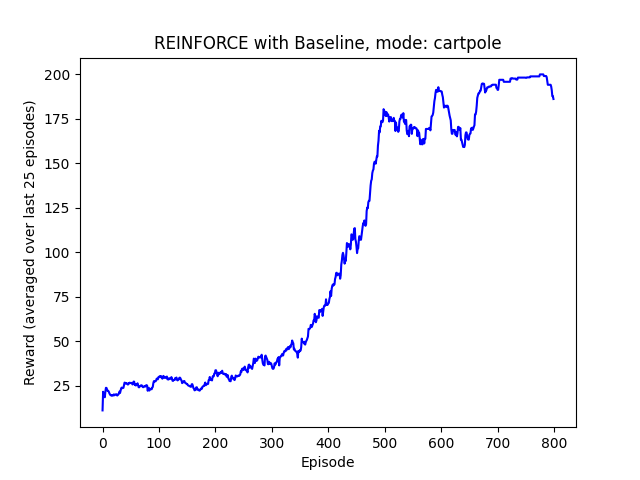 REINFORCE with Baseline, mode: cartpole
200
175
150
125
100
75
50
25
Reward (averaged over last 25 episodes)
0 100 200 300 400 500 600 700 800
Episode